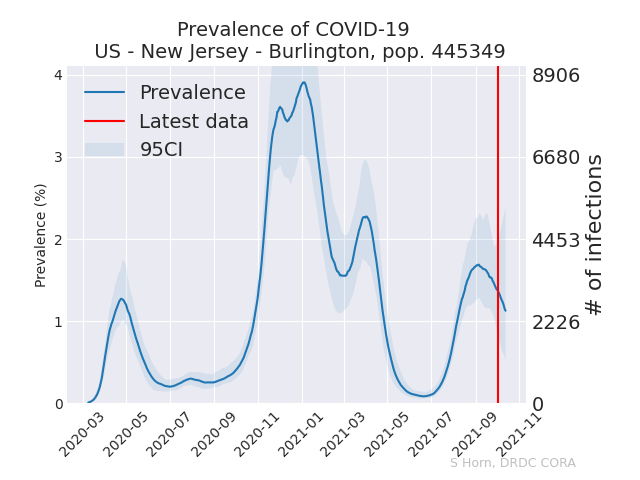 Prevalence of COVID-19
US - New Jersey - Burlington, pop. 445349
Prevalence
Latest data
95CI
Prevalence (%)
4
3
2
1
0
8906
6680
4453
2226
0
# of infections
2020-03
2020-05
2020-07
2020-09
2020-11
2021-01
2021-03
2021-05
2021-07
2021-09
2021-11
S Horn, DRDC CORA